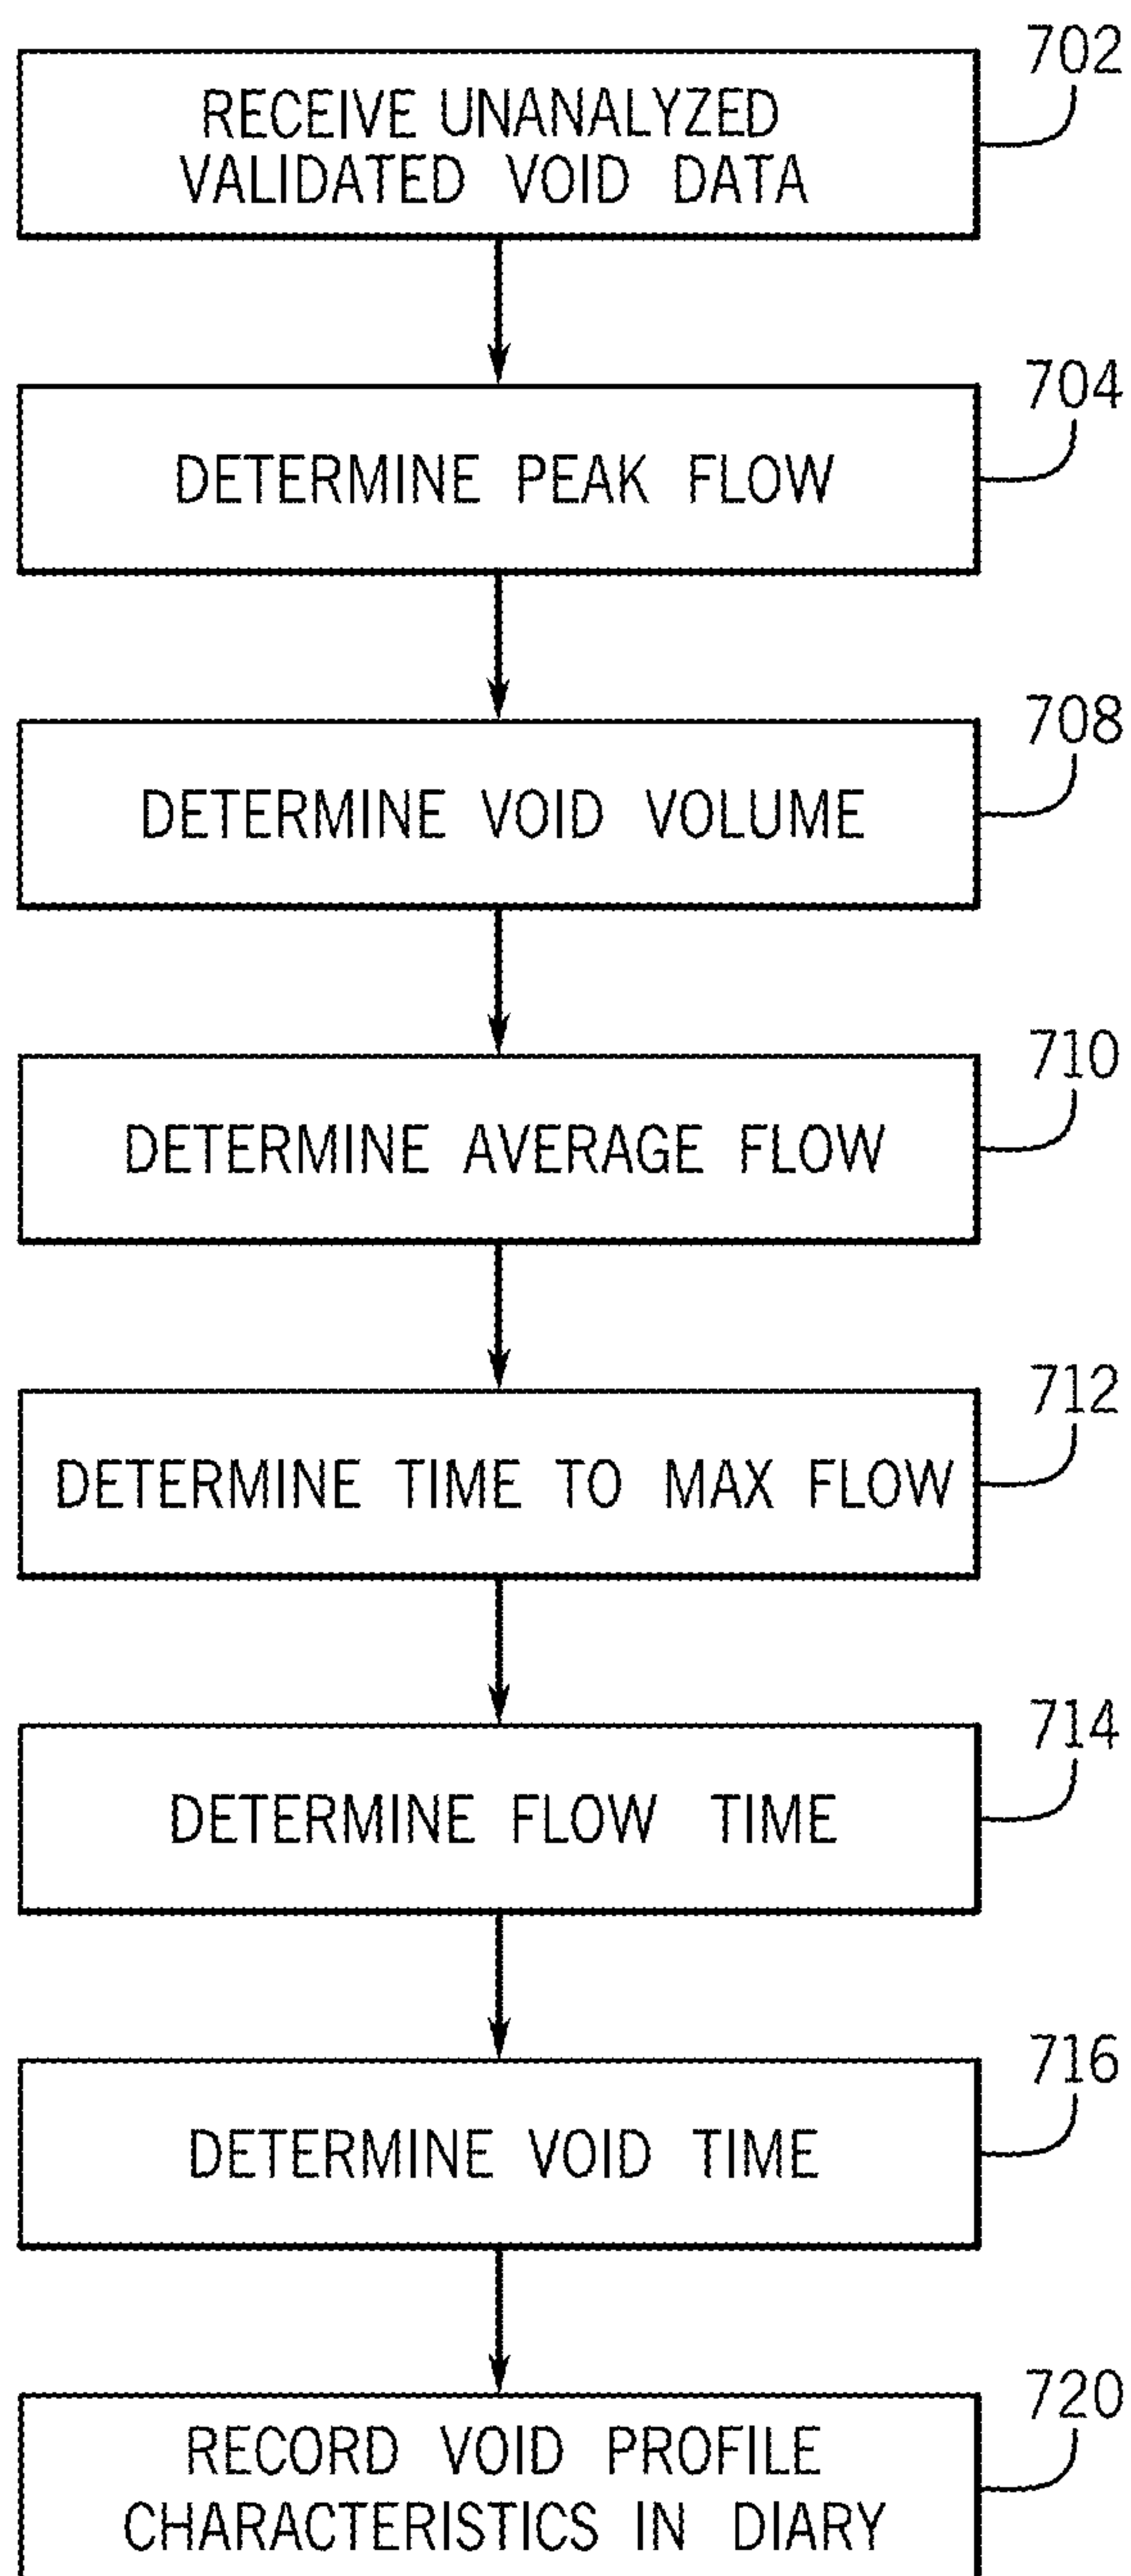 702
RECEIVE UNANALYZED
VALIDATED VOID DATA
704
DETERMINE PEAK FLOW
708
DETERMINE VOID VOLUME
710
DETERMINE AVERAGE FLOW
712
DETERMINE TIME TO MAX FLOW
714
DETERMINE FLOW TIME
716
DETERMINE VOID TIME
720
RECORD VOID PROFILE
CHARACTERISTICS IN DIARY